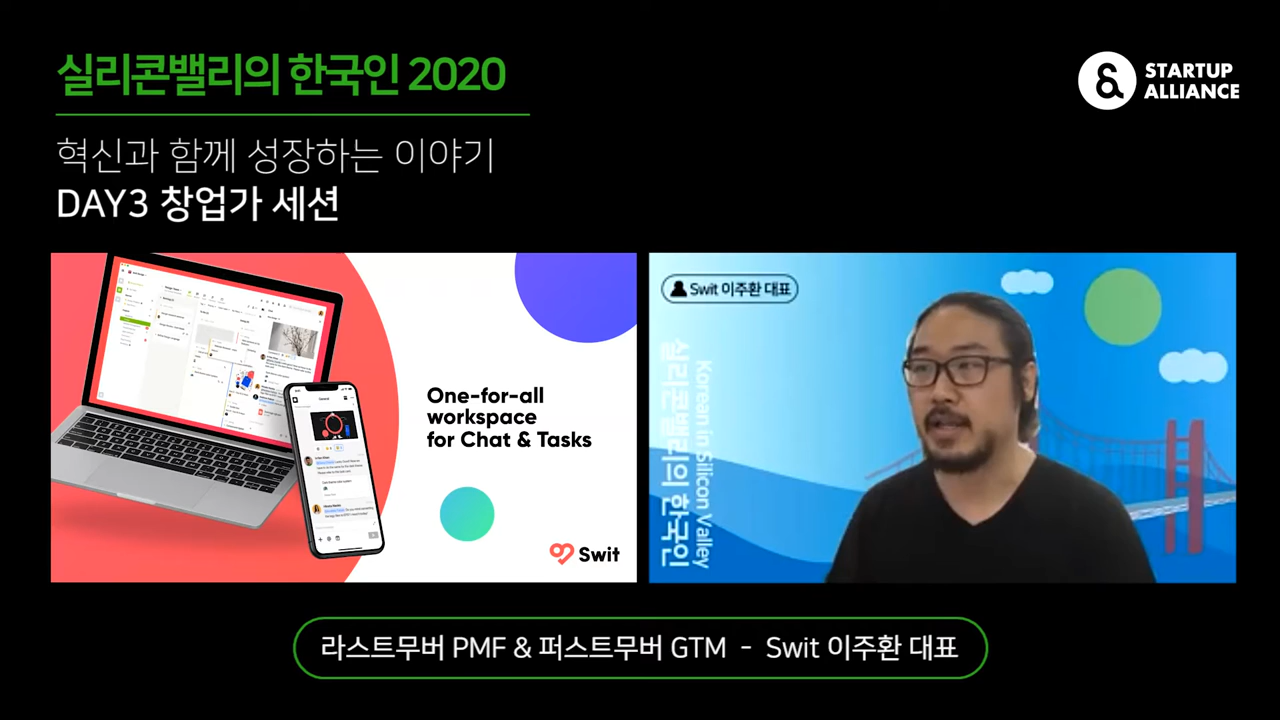 실리콘밸리의 한국인 2020
STARTUP
ALLIANCE
혁신과 함께 성장하는 이야기
DAY3 창업가 세션
One-for-all
workspace
for Chat & Tasks
Swit
Swit 이주환 대표
Korean in Silicon Valley
실리콘밸리의 한국인
라스트무버 PMF & 퍼스트무버 GTM - Swit 이주환 대표